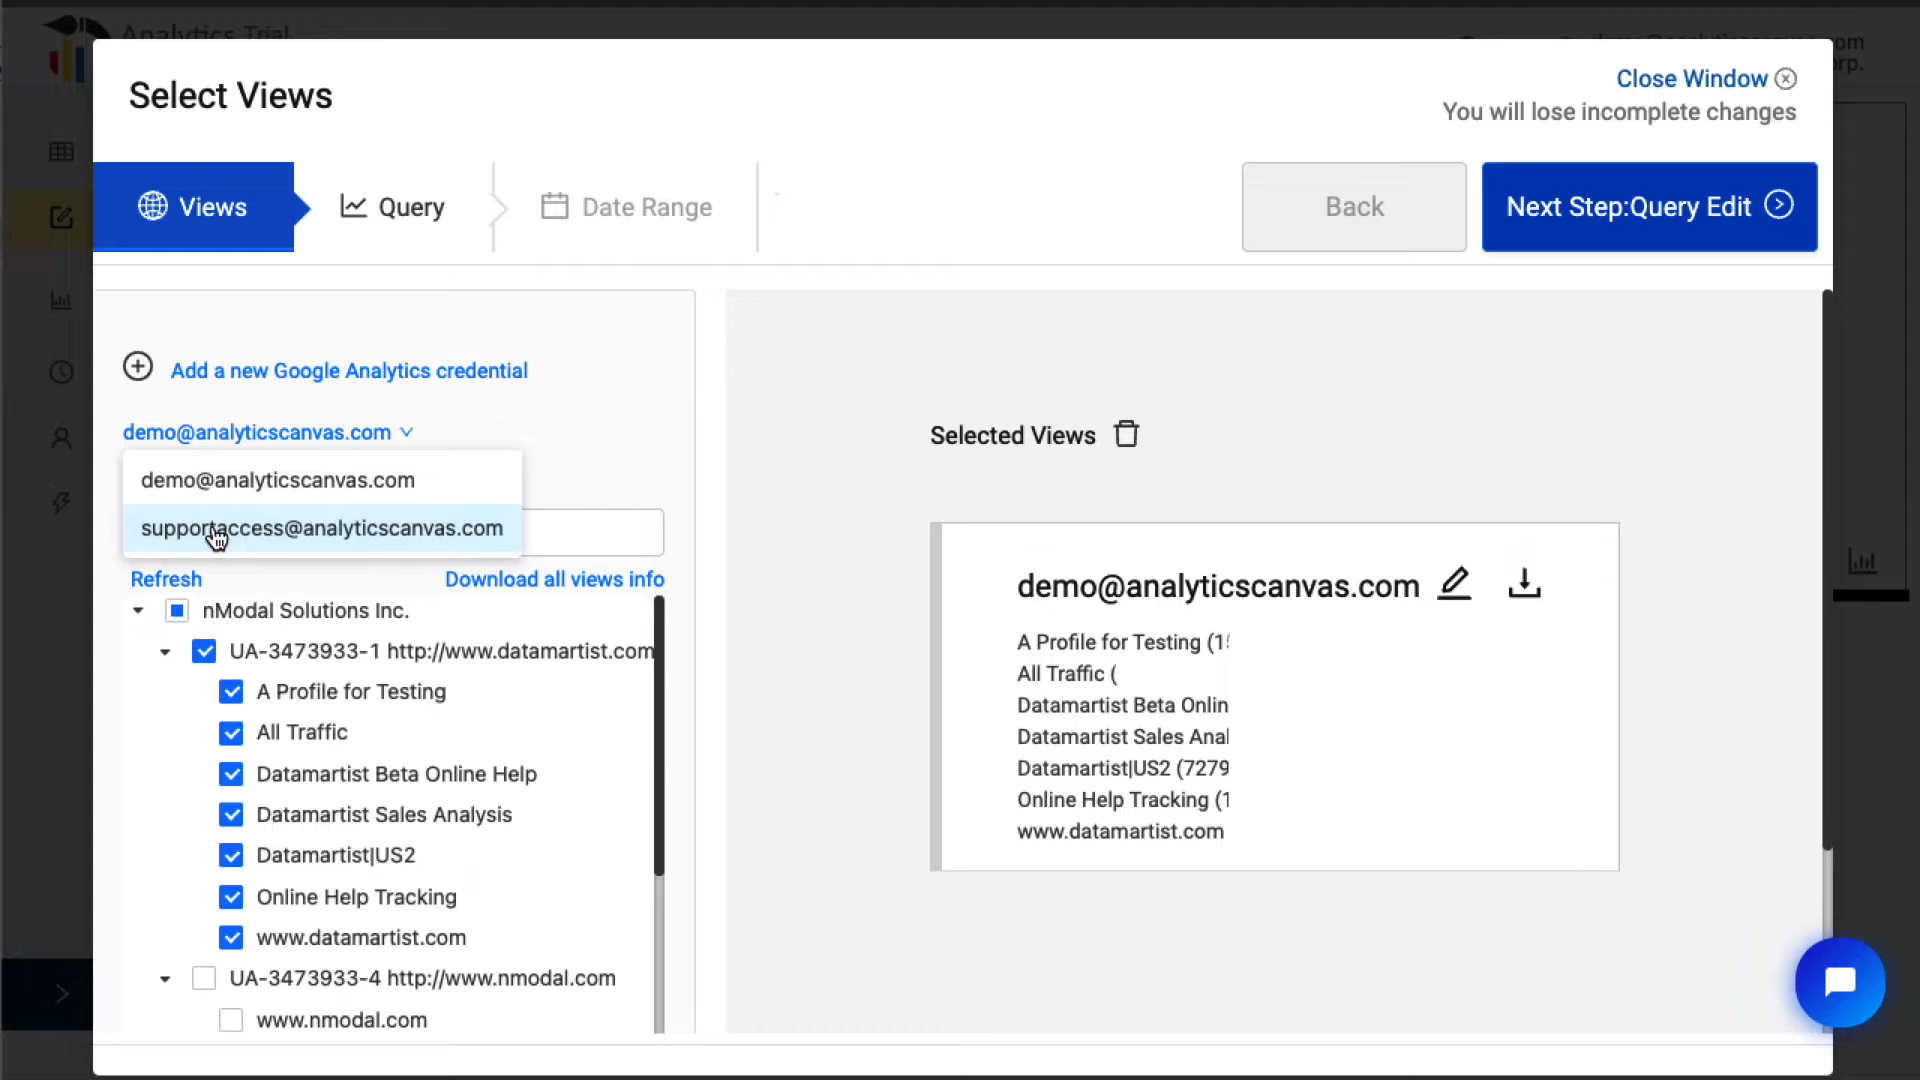 Analytics Trial
Select Views
Close Window
You will lose incomplete changes
Views
Query
Date Range
Back
Next Step:Query Edit
Add a new Google Analytics credential
demo@analyticscanvas.com
demo@analyticscanvas.com
supportaccess@analyticscanvas.com
Refresh
Download all views info
nModal Solutions Inc.
UA-3473933-1 http://www.datamartist.com
A Profile for Testing
All Traffic
Datamartist Beta Online Help
Datamartist Sales Analysis
Datamartist|US2
Online Help Tracking
www.datamartist.com
UA-3473933-4 http://www.nmodal.com
www.nmodal.com
Selected Views
demo@analyticscanvas.com
A Profile for Testing (15
All Traffic (
Datamartist Beta Onlin
Datamartist Sales Anal
Datamartist|US2 (7279
Online Help Tracking (1
www.datamartist.com